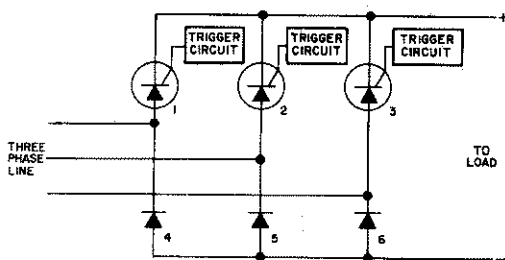 TRIGGER
CIRCUIT
TRIGGER
CIRCUIT
TRIGGER
CIRCUIT
+
1
2
3
THREE
PHASE
LINE
TO
LOAD
4
5
6